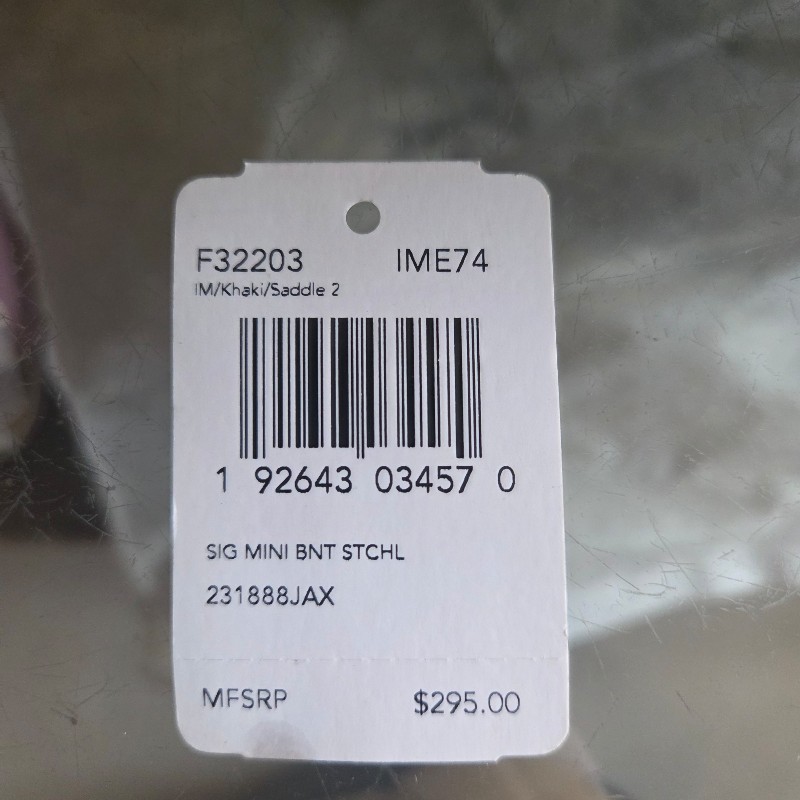 F32203 IME74
IM/Khaki/Saddle 2
1 92643 03457 0
SIG MINI BNT STCHL
231888JAX
MFSRP $295.00